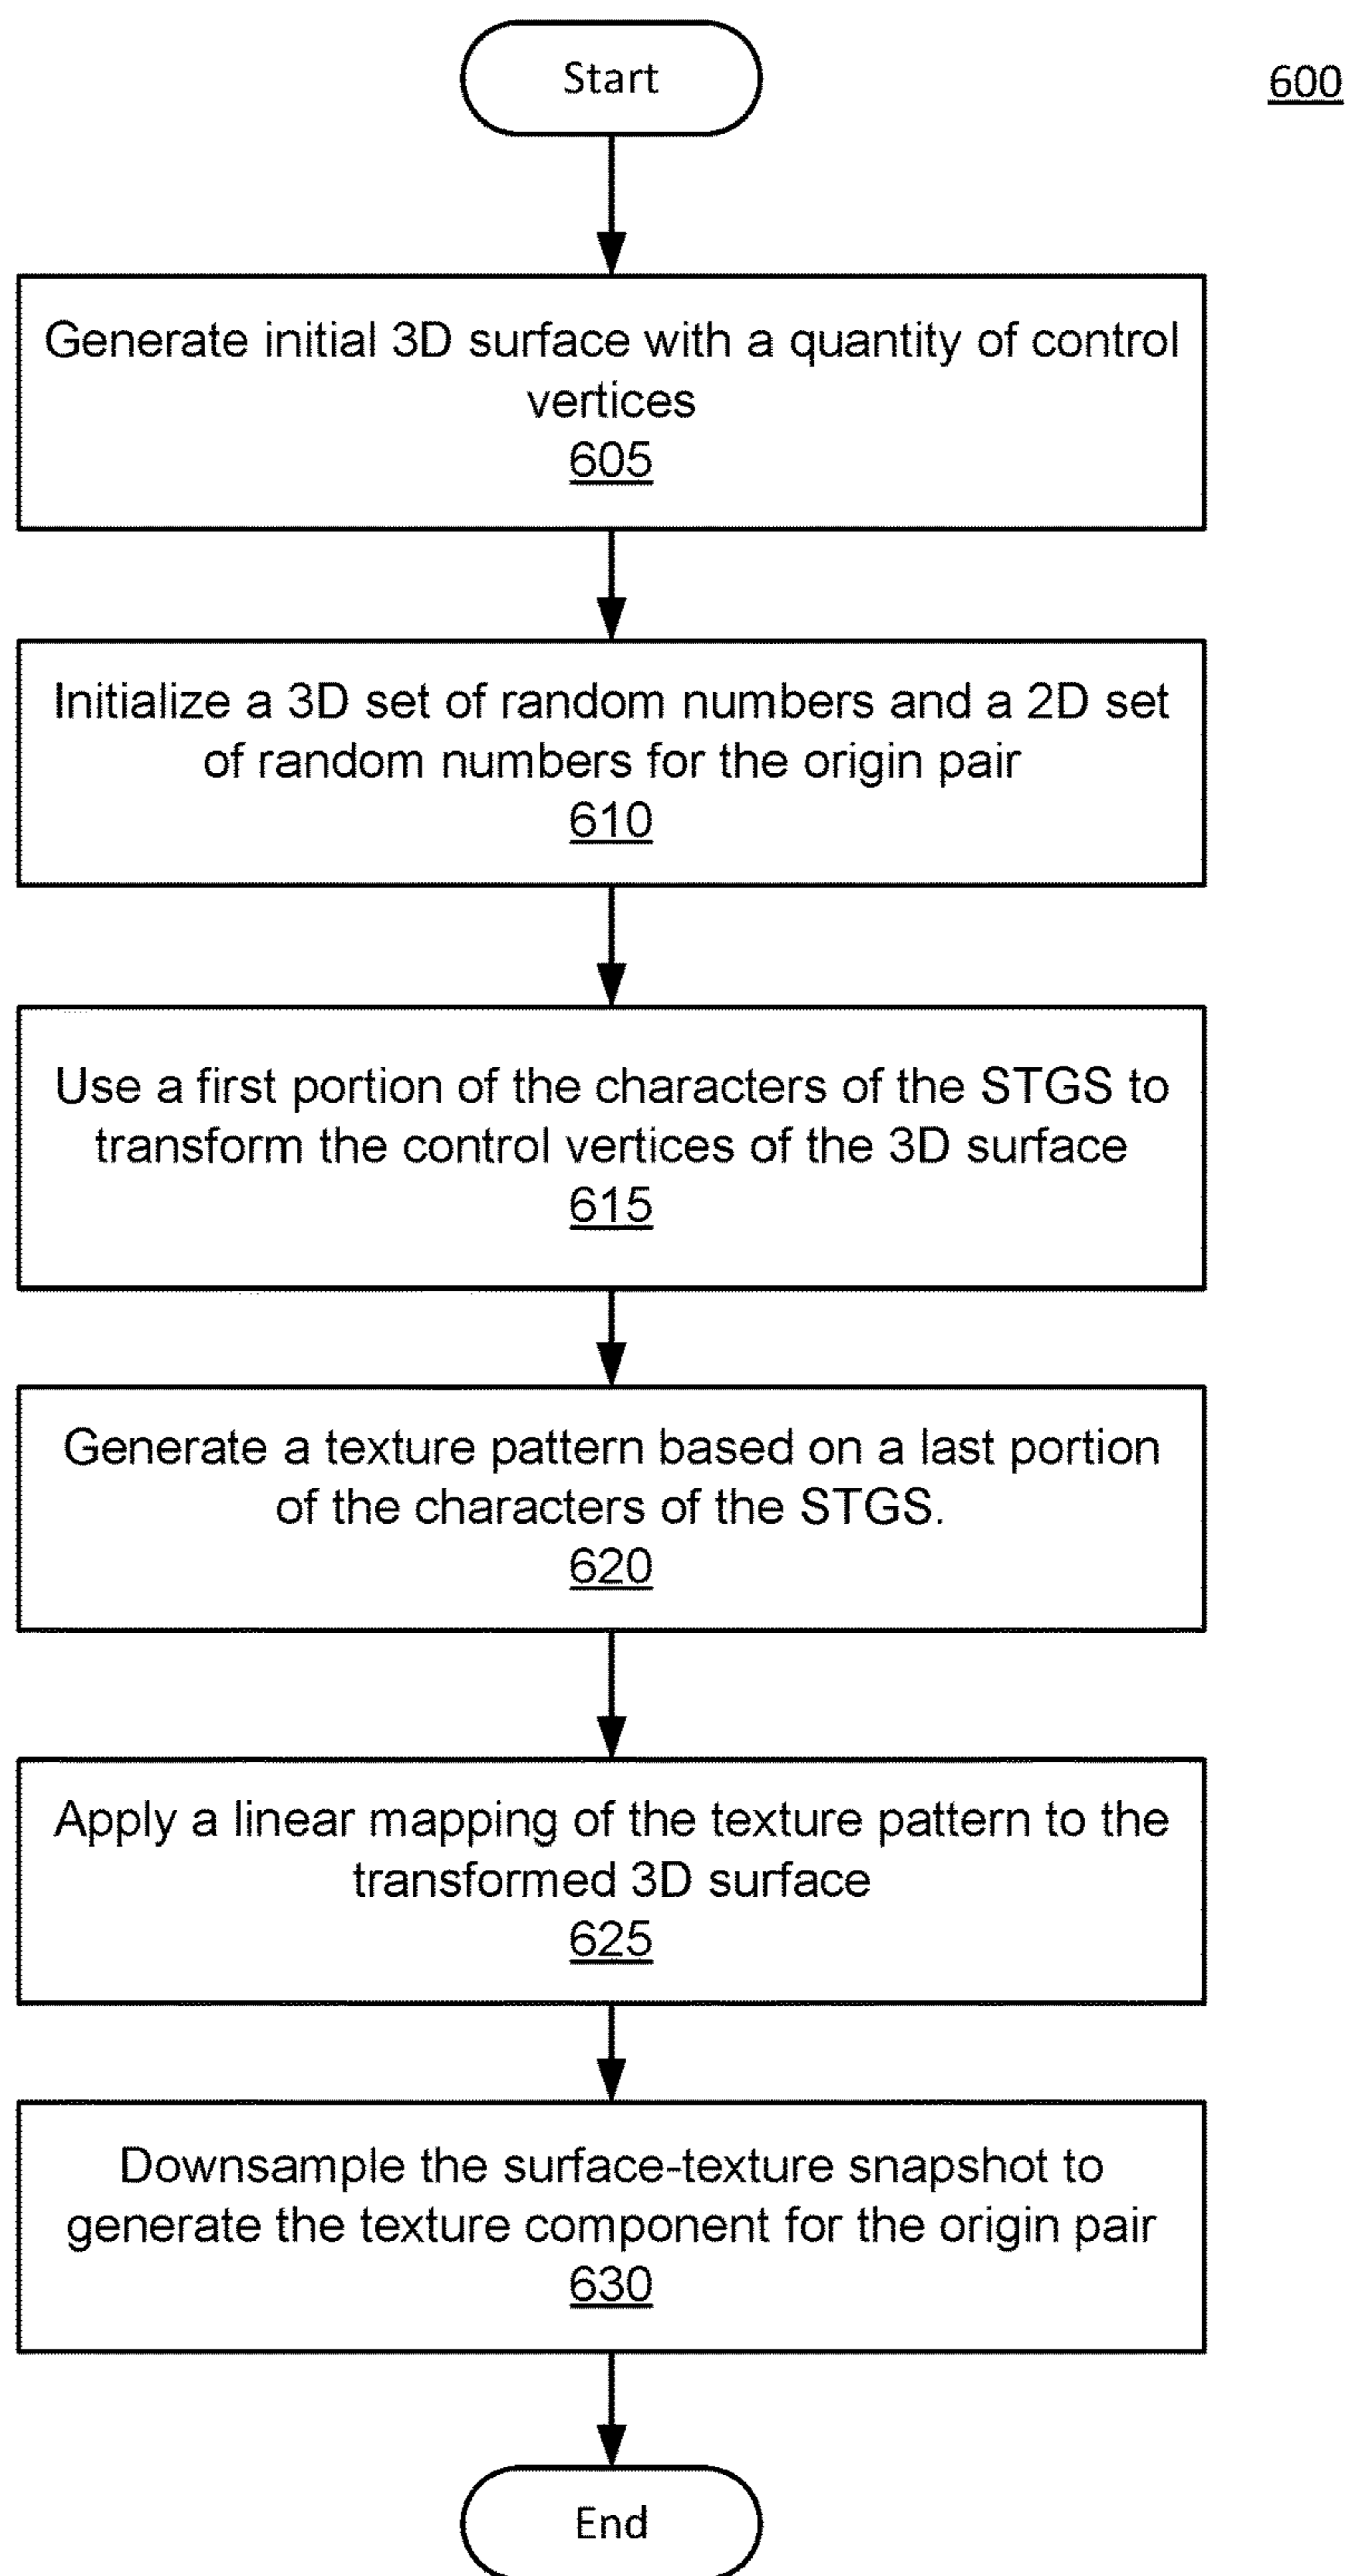 Start
600
Generate initial 3D surface with a quantity of control
vertices
605
Initialize a 3D set of random numbers and a 2D set
of random numbers for the origin pair
610
Use a first portion of the characters of the STGS to
transform the control vertices of the 3D surface
615
Generate a texture pattern based on a last portion
of the characters of the STGS.
620
Apply a linear mapping of the texture pattern to the
transformed 3D surface
625
Downsample the surface-texture snapshot to
generate the texture component for the origin pair
630
End